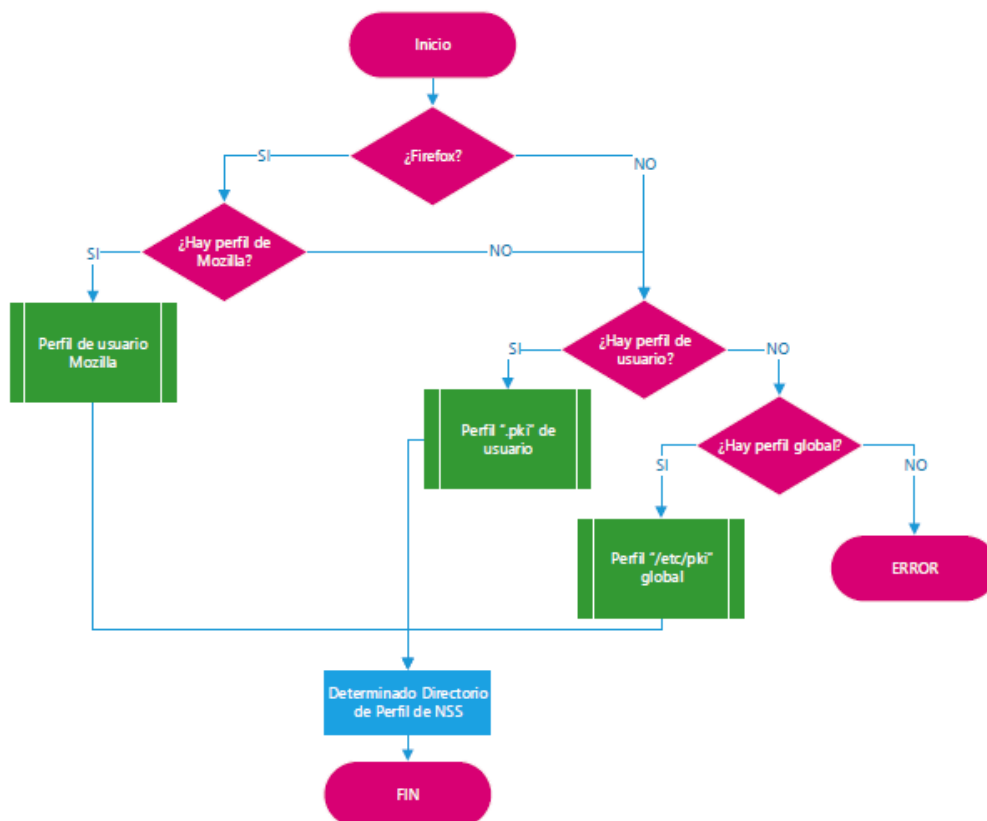 Inicio
¿Firefox?
SI
NO
¿Hay perfil de
Mozilla?
SI
NO
Perfil de usuario
Mozilla
¿Hay perfil de
usuario?
SI
NO
Perfil ".pki" de
usuario
¿Hay perfil global?
SI
NO
Perfil "/etc/pki"
global
ERROR
Determinado Directorio
de Perfil de NSS
FIN